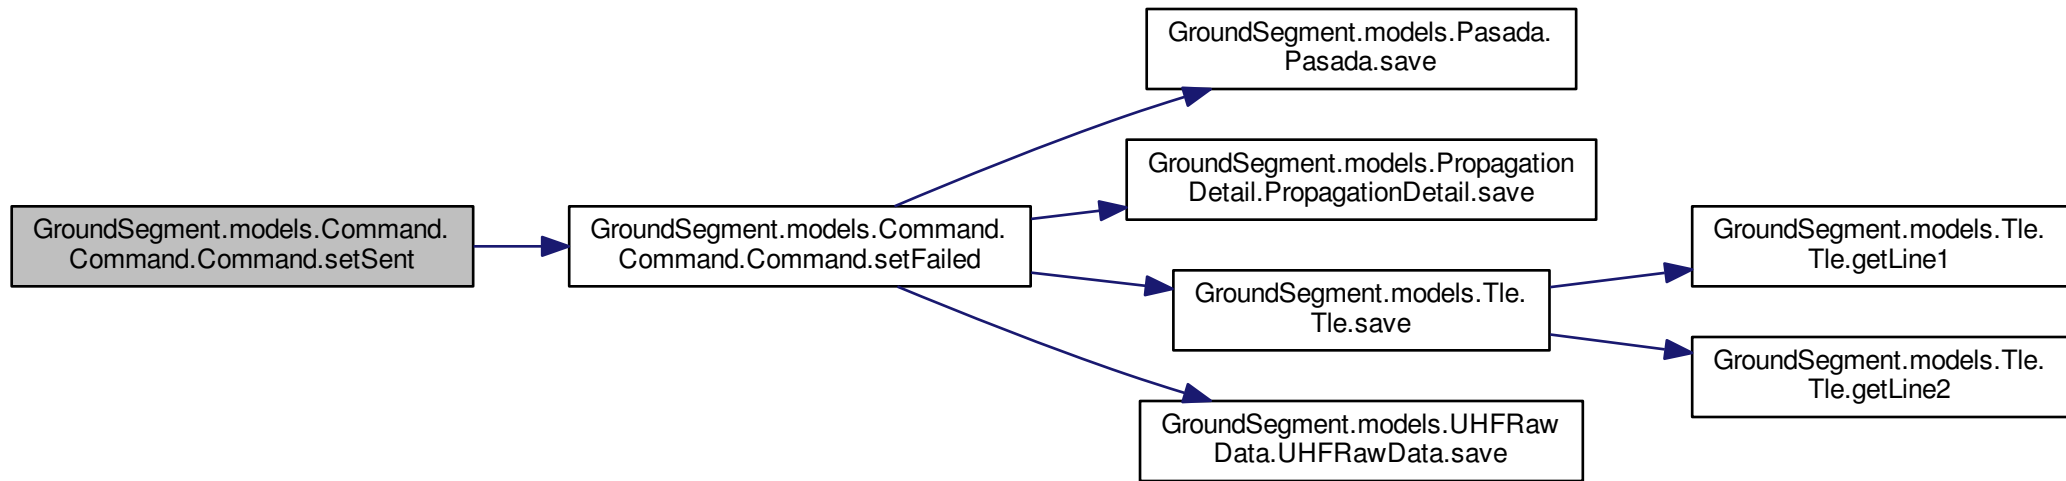 GroundSegment.models.Command.
Command.Command.setSent
GroundSegment.models.Command.
Command.Command.setFailed
GroundSegment.models.Pasada.
Pasada.save
GroundSegment.models.Propagation
Detail.PropagationDetail.save
GroundSegment.models.Tle.
Tle.save
GroundSegment.models.UHFRaw
Data.UHFRawData.save
GroundSegment.models.Tle.
Tle.getLine1
GroundSegment.models.Tle.
Tle.getLine2